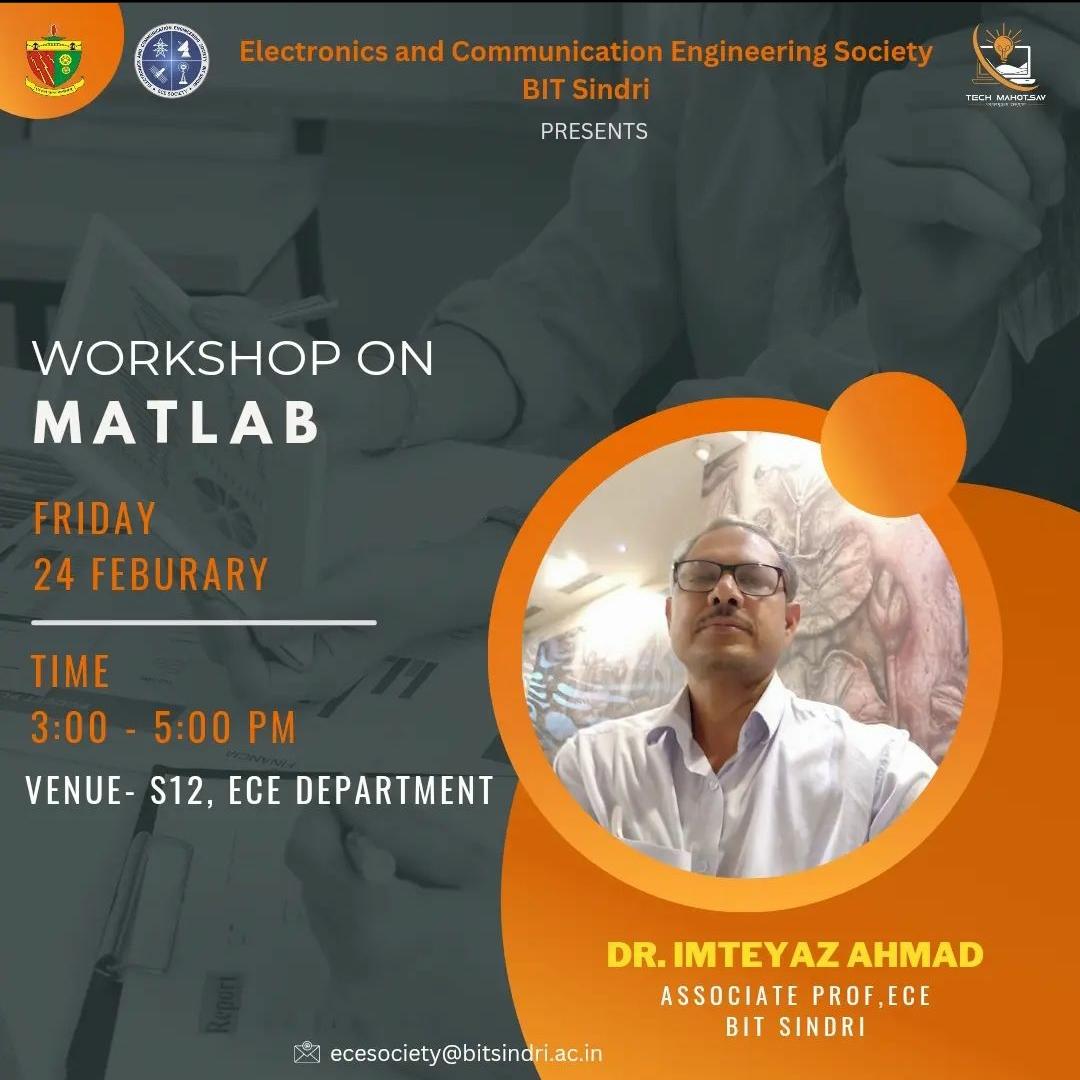 Electronics and Communication Engineering Society
BIT Sindri
PRESENTS
TECH MAHOTSAV
WORKSHOP ON
MATLAB
FRIDAY
24 FEBURARY
TIME
3:00 - 5:00 PM
VENUE- S12, ECE DEPARTMENT
DR. IMTEYAZ AHMAD
ASSOCIATE PROF,ECE
BIT SINDRI
Report
ecesociety@bitsindri.ac.in